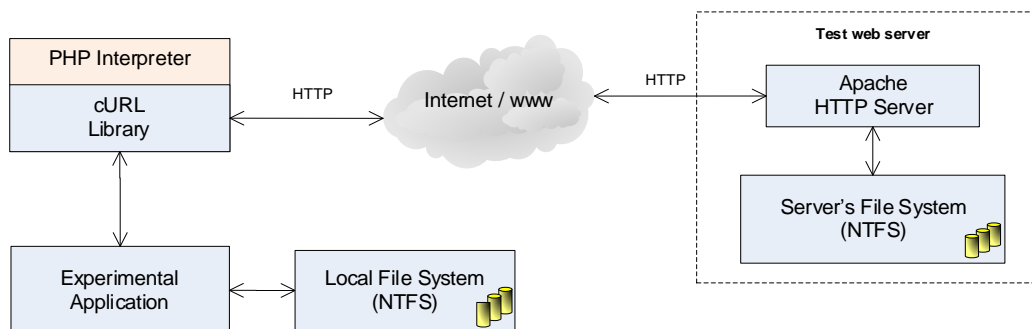 PHP Interpreter
cURL
Library
HTTP
Internet / www
HTTP
Test web server
Apache
HTTP Server
Server’s File System
(NTFS)
Experimental
Application
Local File System
(NTFS)